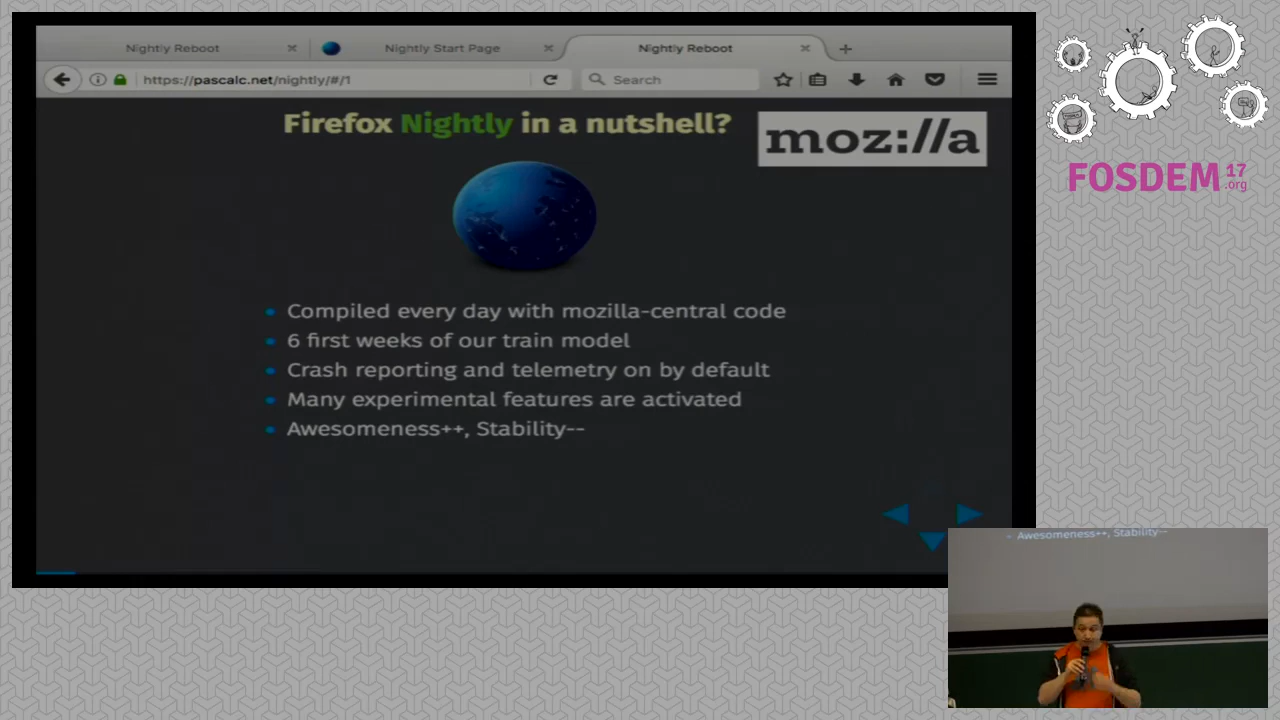 Nightly Reboot
Nightly Start Page
Nightly Reboot
https://pascalc.net/nightly/#/1
Search
Firefox Nightly in a nutshell?
moz://a
Compiled every day with mozilla-central code
6 first weeks of our train model
Crash reporting and telemetry on by default
Many experimental features are activated
Awesomeness++, Stability--
FOSDEM 17 .org
Awesomeness++, Stability--